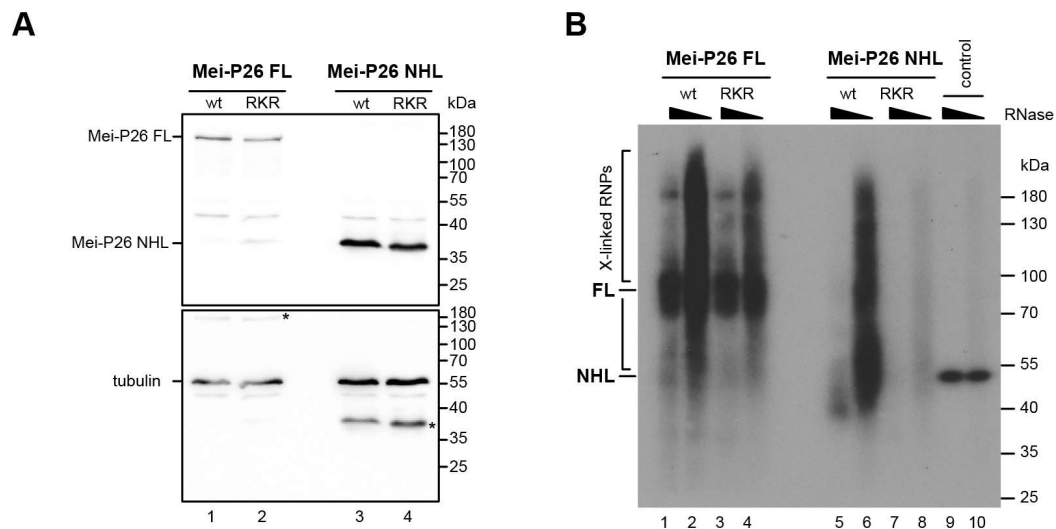 A
Mei-P26 FL
Mei-P26 NHL
wt
RKR
wt
RKR
kDa
Mei-P26 FL
180
130
100
70
55
40
Mei-P26 NHL
35
25
*
180
130
100
70
tubulin
55
40
*
35
25
1
2
3
4
B
Mei-P26 FL
Mei-P26 NHL
control
wt
RKR
wt
RKR
RNase
kDa
X-linked RNPs
180
130
100
FL
70
55
NHL
40
35
25
1
2
3
4
5
6
7
8
9
10